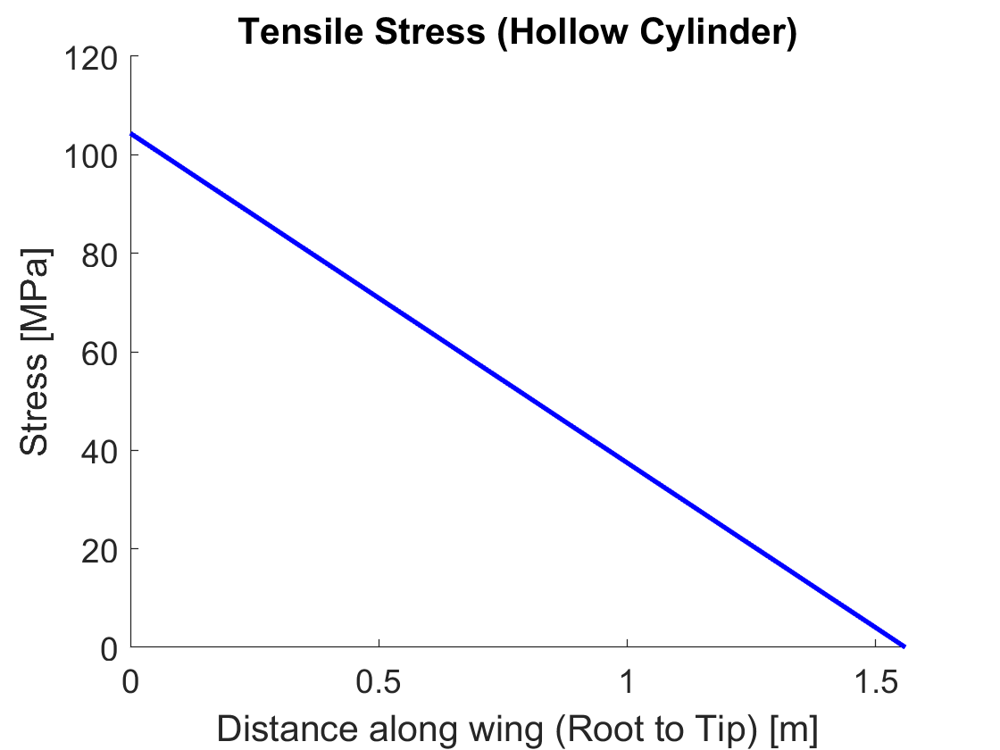 Tensile Stress (Hollow Cylinder)
120
100
80
60
40
20
0
Stress [MPa]
0 0.5 1 1.5
Distance along wing (Root to Tip) [m]